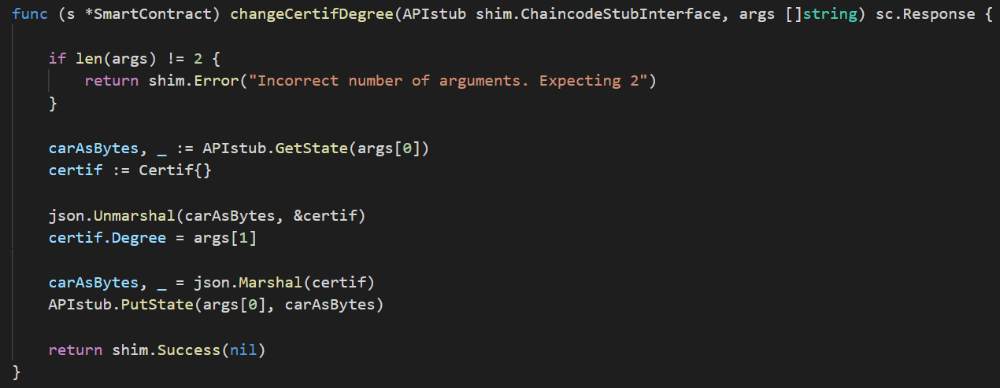 func (s *SmartContract) changeCertifDegree(APIstub shim.ChaincodeStubInterface, args []string) sc.Response {
if len(args) != 2 {
return shim.Error("Incorrect number of arguments. Expecting 2")
}
carAsBytes, _ := APIstub.GetState(args[0])
certif := Certif{}
json.Unmarshal(carAsBytes, &certif)
certif.Degree = args[1]
carAsBytes, _ = json.Marshal(certif)
APIstub.PutState(args[0], carAsBytes)
return shim.Success(nil)
}